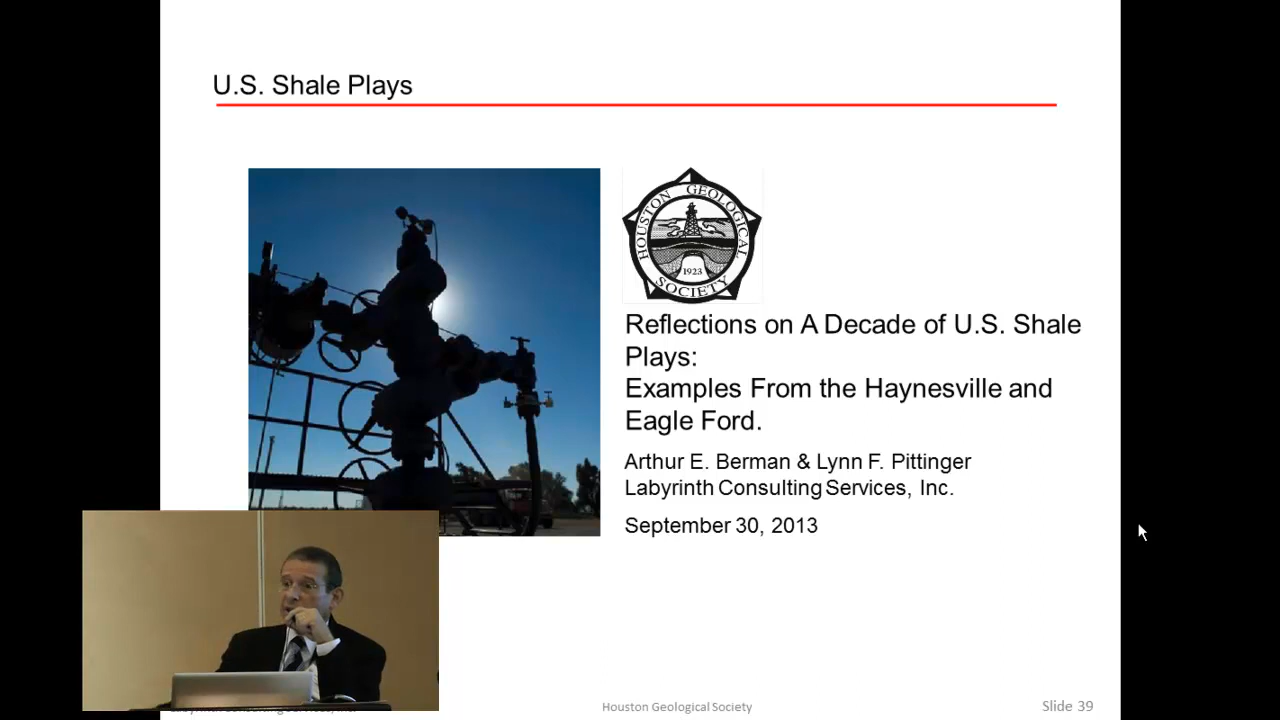 U.S. Shale Plays
HOUSTON GEOLOGICAL SOCIETY
1923
Reflections on A Decade of U.S. Shale
Plays:
Examples From the Haynesville and
Eagle Ford.
Arthur E. Berman & Lynn F. Pittinger
Labyrinth Consulting Services, Inc.
September 30, 2013
Houston Geological Society
Slide 39